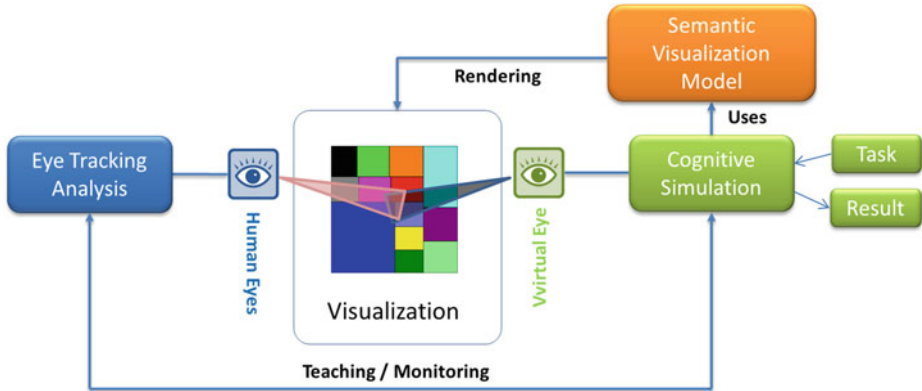 Semantic
Visualization
Model
Rendering
Uses
Eye Tracking
Analysis
Human Eyes
Visualization
Vvirtual Eye
Cognitive
Simulation
Task
Result
Teaching / Monitoring